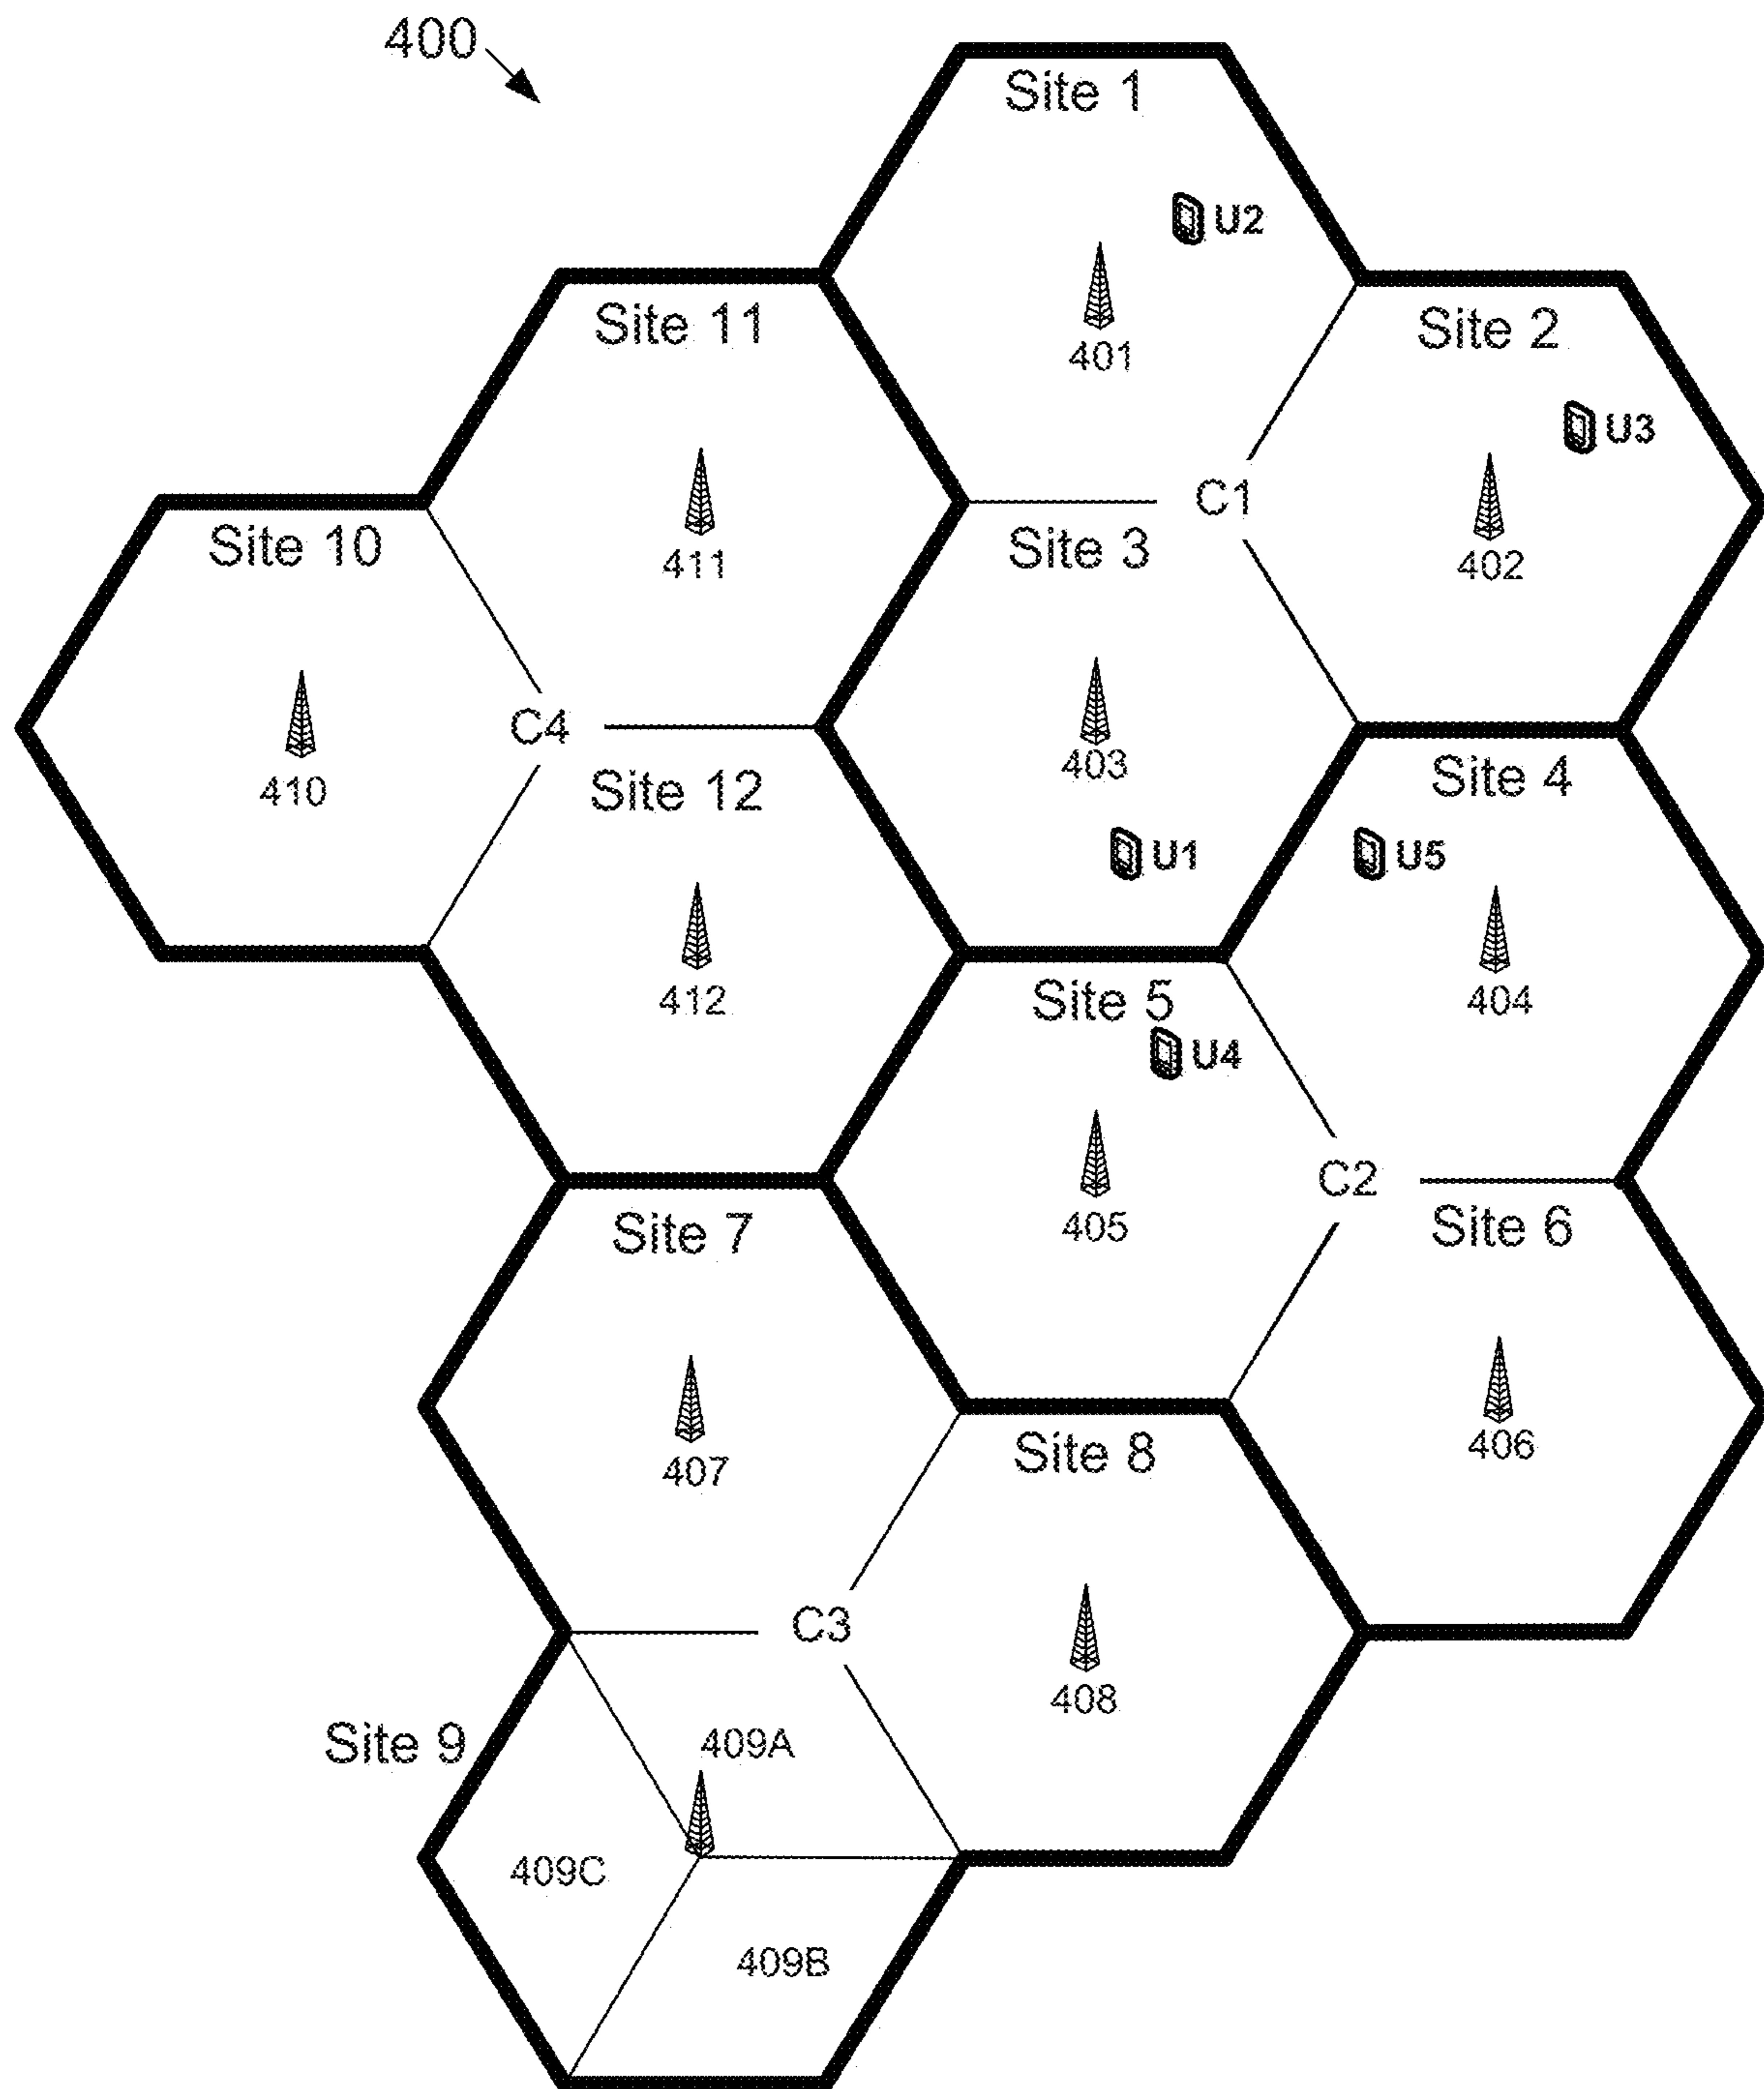 400
Site 1
U2
401
Site 11
Site 2
U3
411
C1
402
Site 10
Site 3
410
C4
403
Site 4
Site 12
U1
U5
412
Site 5
404
U4
405
C2
Site 7
Site 6
407
Site 8
406
C3
408
Site 9
409A
409C
409B